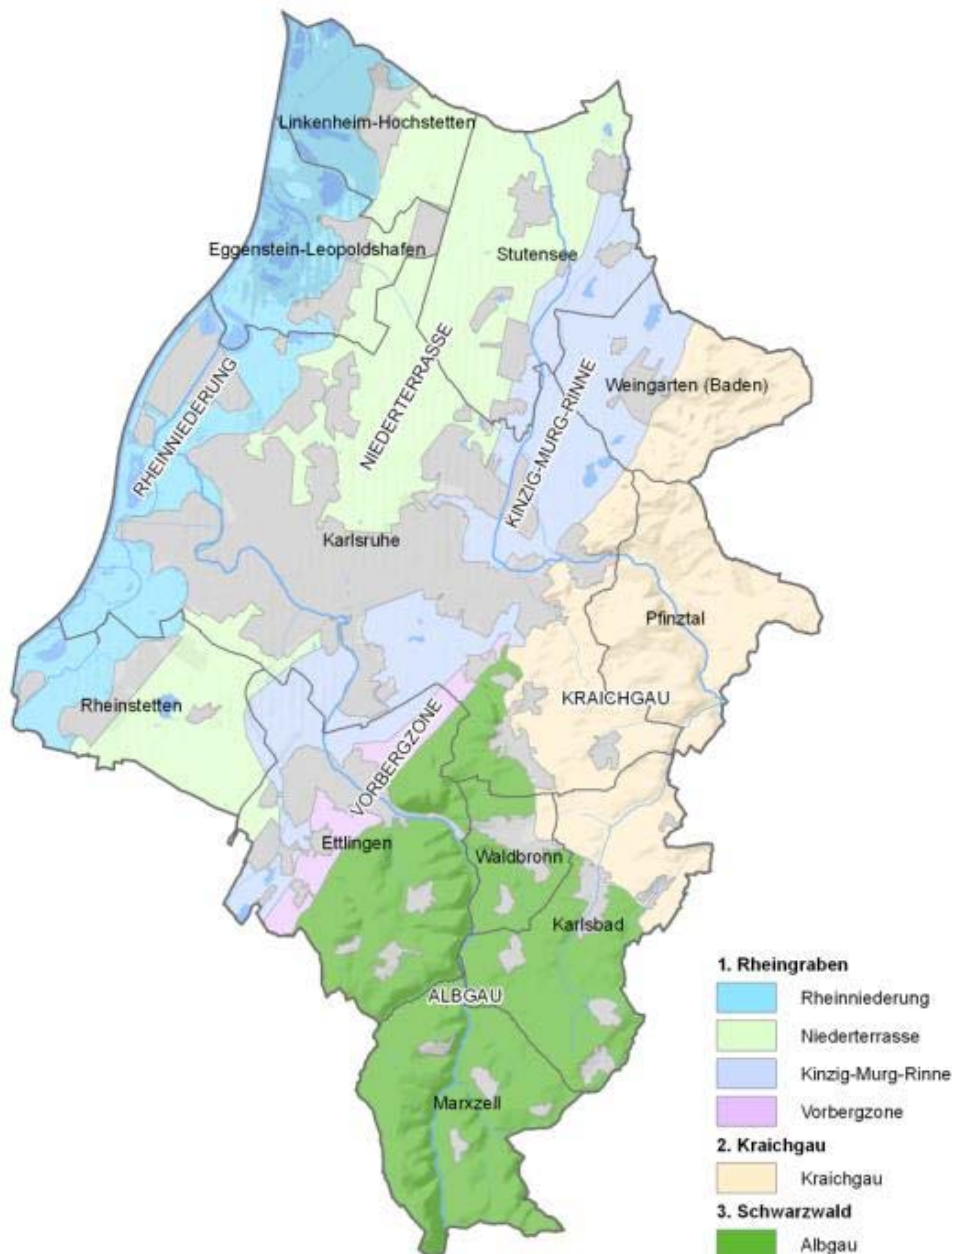 Linkenheim-Hochstetten
Eggenstein-Leopoldshafen
Stutensee
RHEINNIEDERUNG
NIEDERTERRASSE
KINZIG-MURG-RINNE
Weingarten (Baden)
Karlsruhe
Pfinztal
Rheinstetten
KRAICHGAU
VORBERGZONE
Ettlingen
Waldbronn
Karlsbad
ALBGAU
Marxzell
1. Rheingraben
Rheinniederung
Niederterrasse
Kinzig-Murg-Rinne
Vorbergzone
2. Kraichgau
Kraichgau
3. Schwarzwald
Albgau